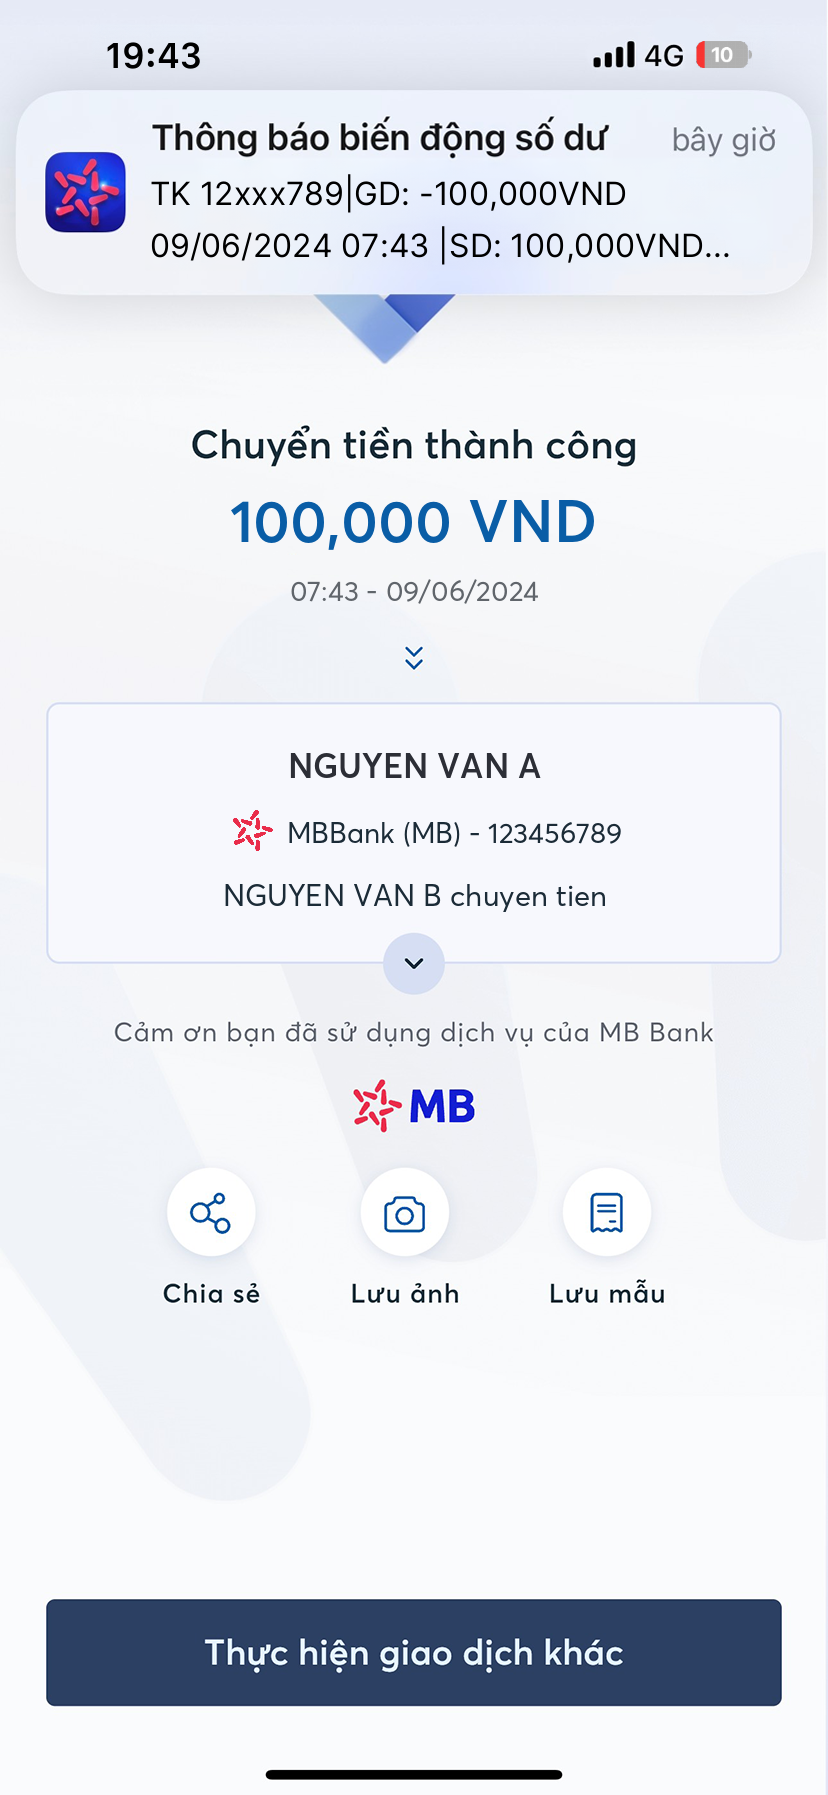 19:43
4G 10
Thông báo biến động số dư bây giờ
TK 12xxx789|GD: -100,000VND
09/06/2024 07:43 |SD: 100,000VND...
Chuyển tiền thành công
100,000 VND
07:43 - 09/06/2024
NGUYEN VAN A
MBBank (MB) - 123456789
NGUYEN VAN B chuyen tien
Cảm ơn bạn đã sử dụng dịch vụ của MB Bank
MB
Chia sẻ Lưu ảnh Lưu mẫu
Thực hiện giao dịch khác